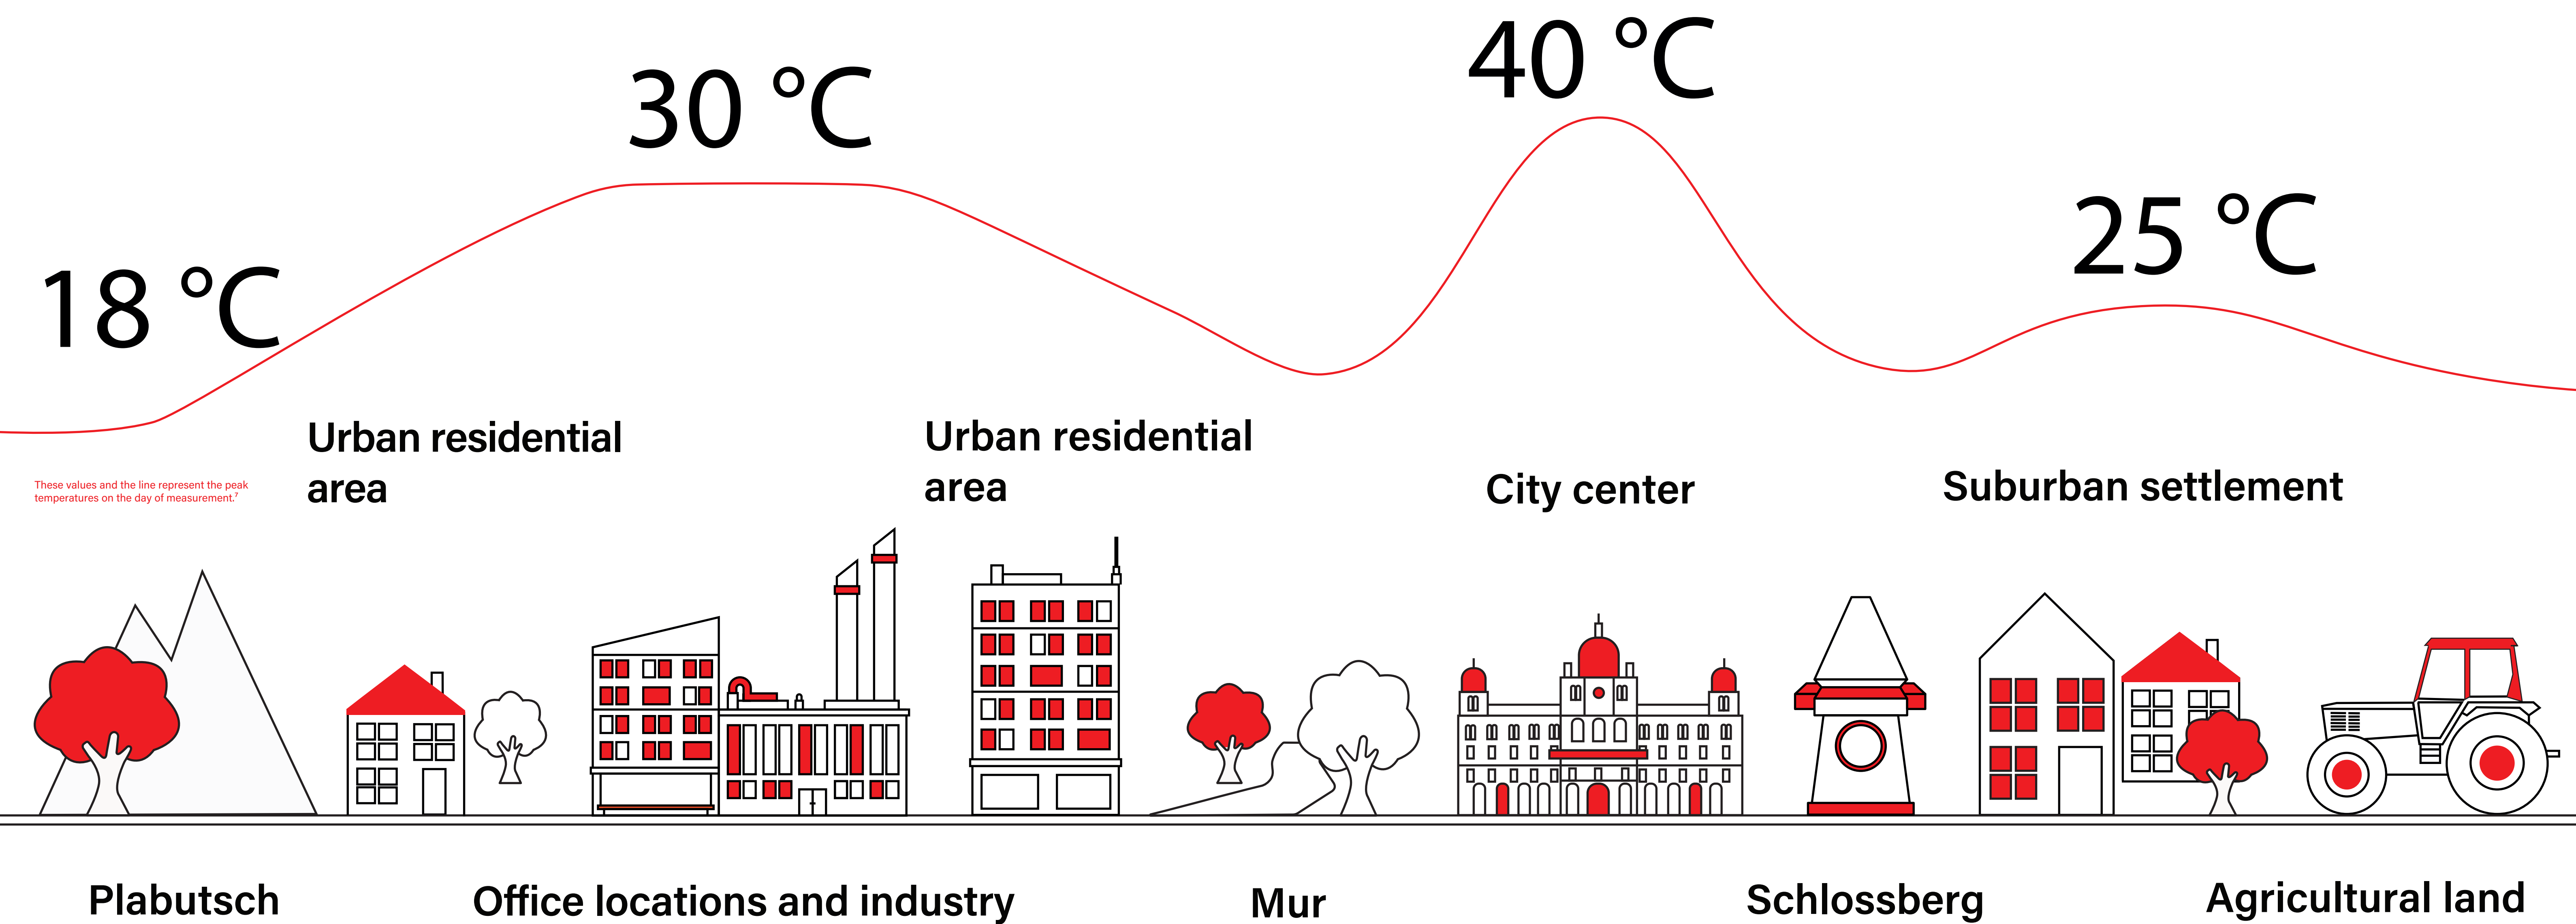 40 °C
30 °C
25 °C
18 °C
Urban residential
area
Urban residential
area
City center
Suburban settlement
These values and the line represent the peak
temperatures on the day of measurement.⁷
Plabutsch
Office locations and industry
Mur
Schlossberg
Agricultural land